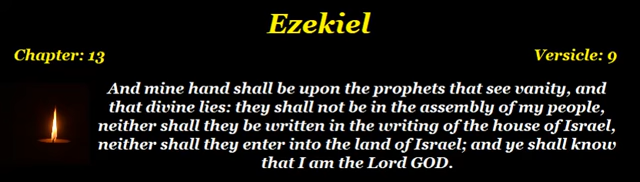 Ezekiel
Chapter: 13
Versicle: 9
And mine hand shall be upon the prophets that see vanity, and
that divine lies: they shall not be in the assembly of my people,
neither shall they be written in the writing of the house of Israel,
neither shall they enter into the land of Israel; and ye shall know
that I am the Lord GOD.